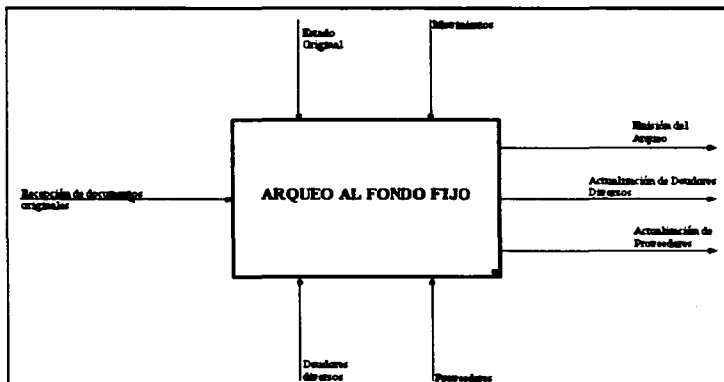 Estado
Original
Movimientos
Emisión del
Arqueo
ARQUEO AL FONDO FIJO
Recepción de documentos
originales
Actualización de Deudores
Diversos
Actualización de
Proveedores
Deudores
diversos
Proveedores